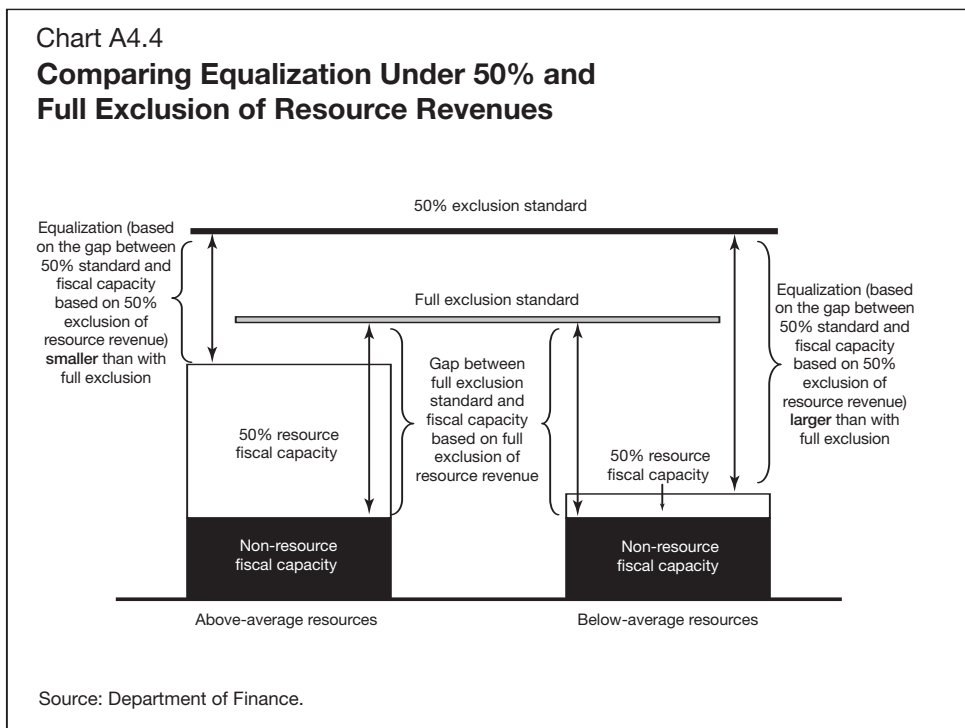 Chart A4.4
Comparing Equalization Under 50% and
Full Exclusion of Resource Revenues
50% exclusion standard
Equalization (based
on the gap between
50% standard and
fiscal capacity
based on 50%
exclusion of
resource revenue)
smaller than with
full exclusion
Full exclusion standard
Equalization (based
on the gap between
50% standard and
fiscal capacity
based on 50%
exclusion of
resource revenue)
larger than with
full exclusion
Gap between
full exclusion
standard and
fiscal capacity
based on full
exclusion of
resource revenue
50% resource
fiscal capacity
50% resource
fiscal capacity
Non-resource
fiscal capacity
Non-resource
fiscal capacity
Above-average resources
Below-average resources
Source: Department of Finance.